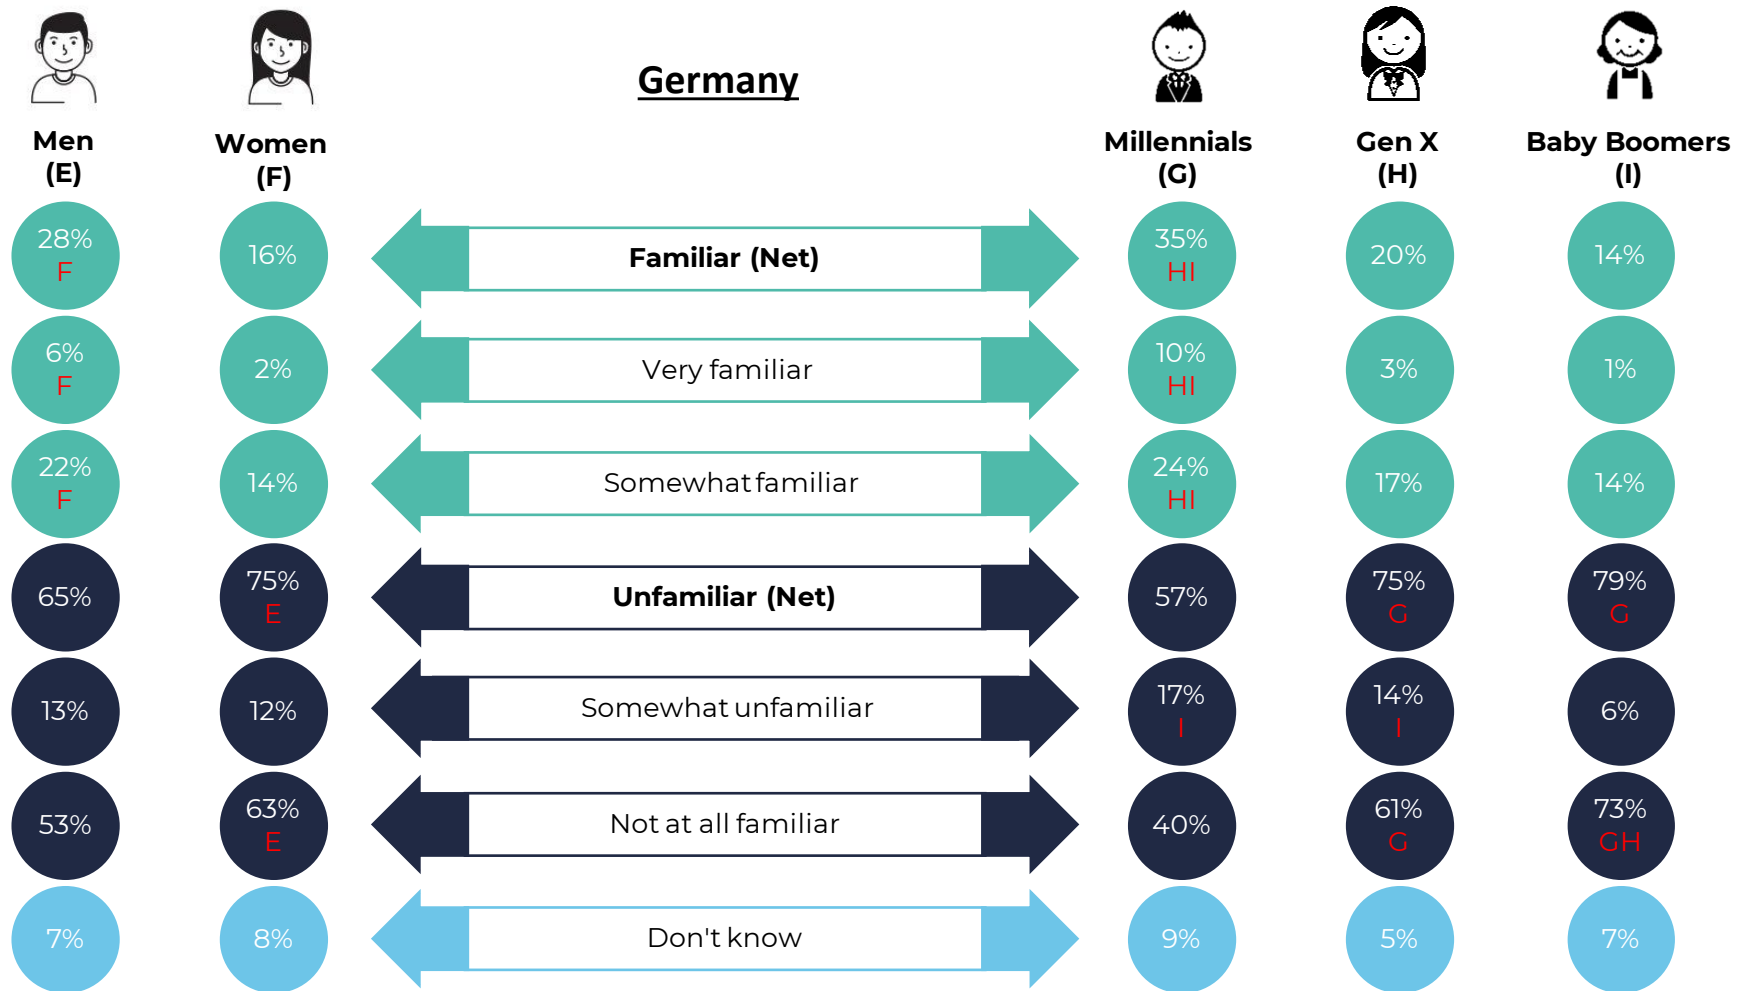 Germany
Men
(E)
Women
(F)
Millennials
(G)
Gen X
(H)
Baby Boomers
(I)
28%
F
16%
Familiar (Net)
35%
HI
20%
14%
6%
F
2%
Very familiar
10%
HI
3%
1%
22%
F
14%
Somewhat familiar
24%
HI
17%
14%
65%
75%
E
Unfamiliar (Net)
57%
75%
G
79%
G
13%
12%
Somewhat unfamiliar
17%
I
14%
I
6%
53%
63%
E
Not at all familiar
40%
61%
G
73%
GH
7%
8%
Don't know
9%
5%
7%